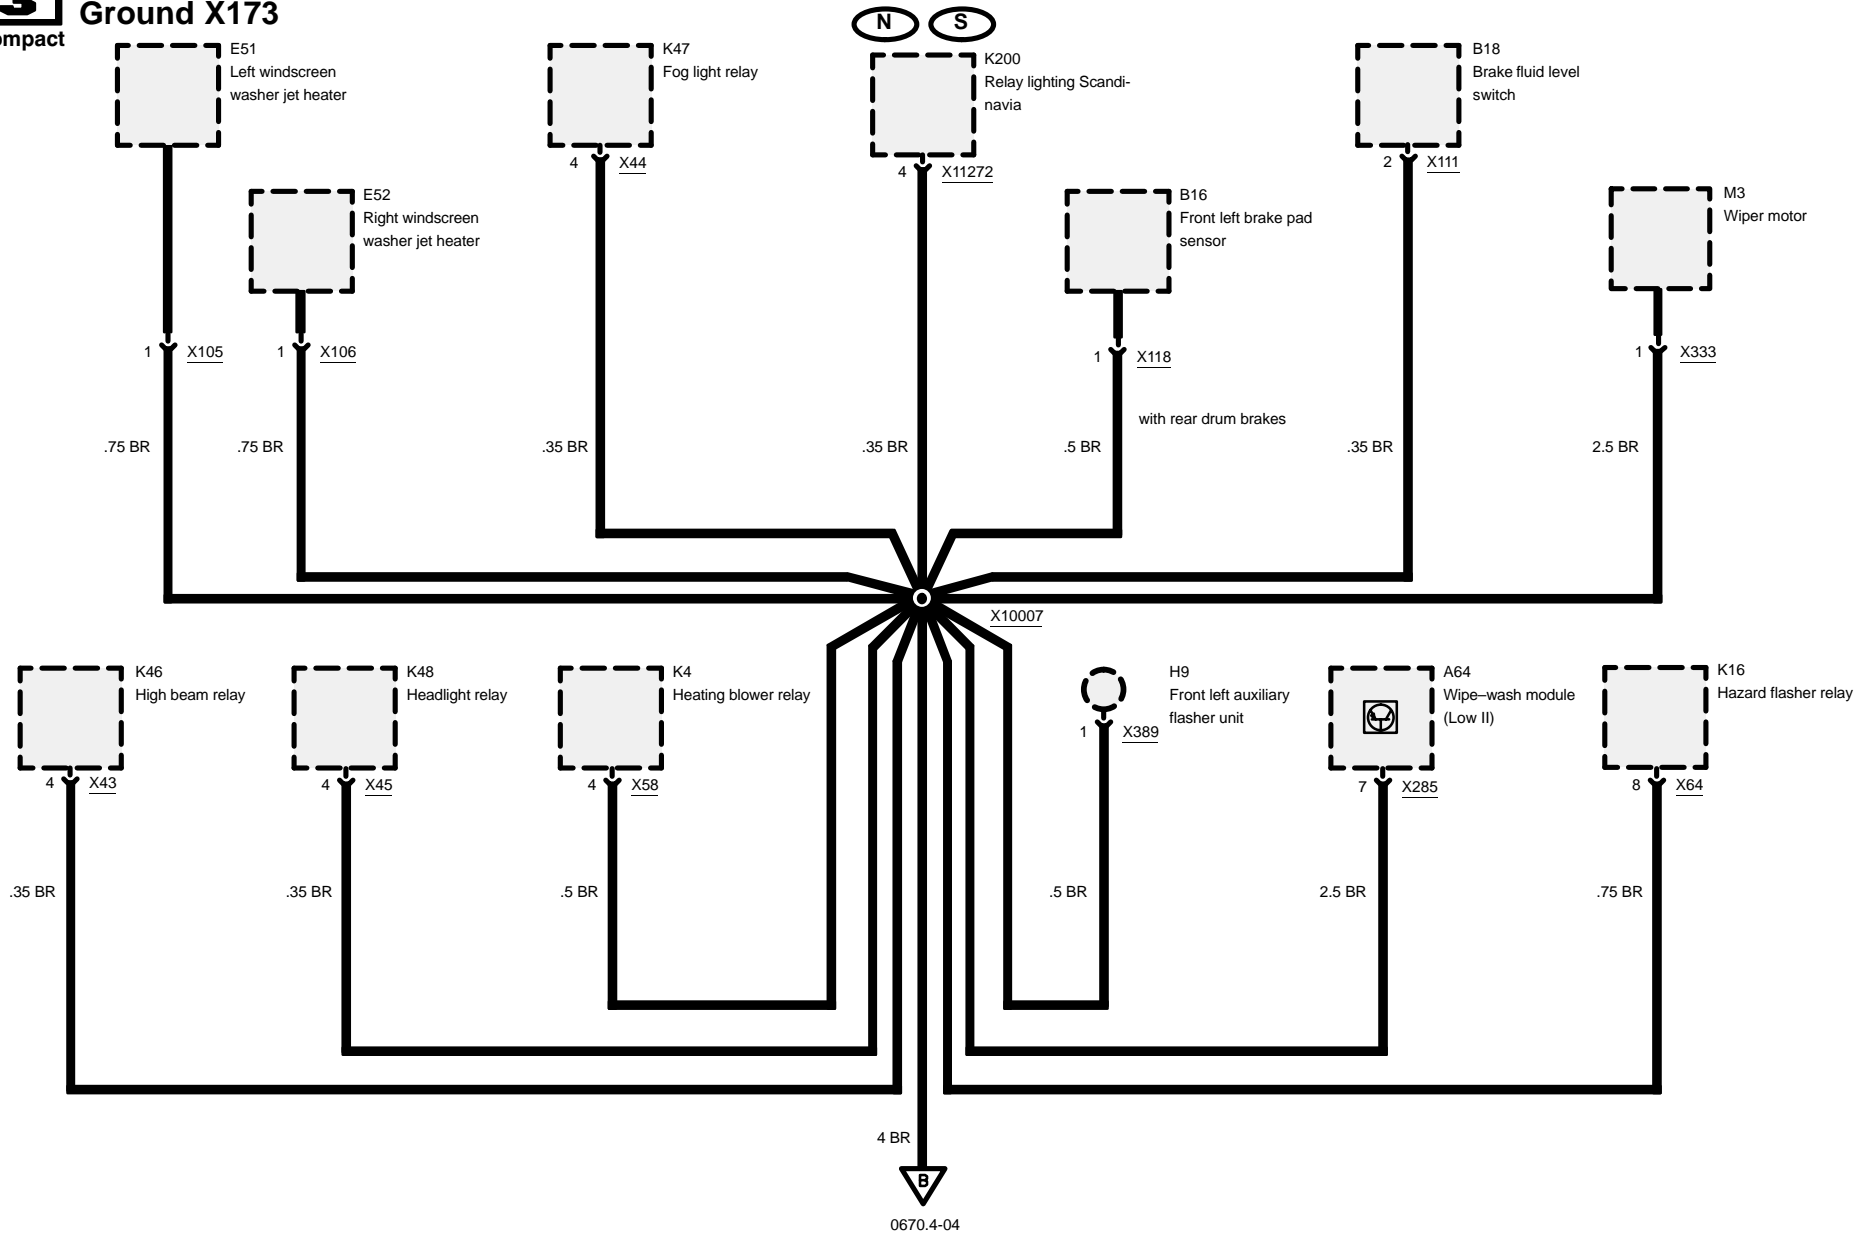 3
Ground X173
ompact
N
S
E51
Left windscreen
washer jet heater
K47
Fog light relay
K200
Relay lighting Scandi-
navia
B18
Brake fluid level
switch
4
X44
4
X11272
2
X111
E52
Right windscreen
washer jet heater
B16
Front left brake pad
sensor
M3
Wiper motor
1
X105
1
X106
1
X118
1
X333
with rear drum brakes
.75 BR
.75 BR
.35 BR
.35 BR
.5 BR
.35 BR
2.5 BR
X10007
K46
High beam relay
K48
Headlight relay
K4
Heating blower relay
H9
Front left auxiliary
flasher unit
A64
Wipe–wash module
(Low II)
K16
Hazard flasher relay
4
X43
4
X45
4
X58
1
X389
7
X285
8
X64
.35 BR
.35 BR
.5 BR
.5 BR
2.5 BR
.75 BR
4 BR
B
0670.4-04